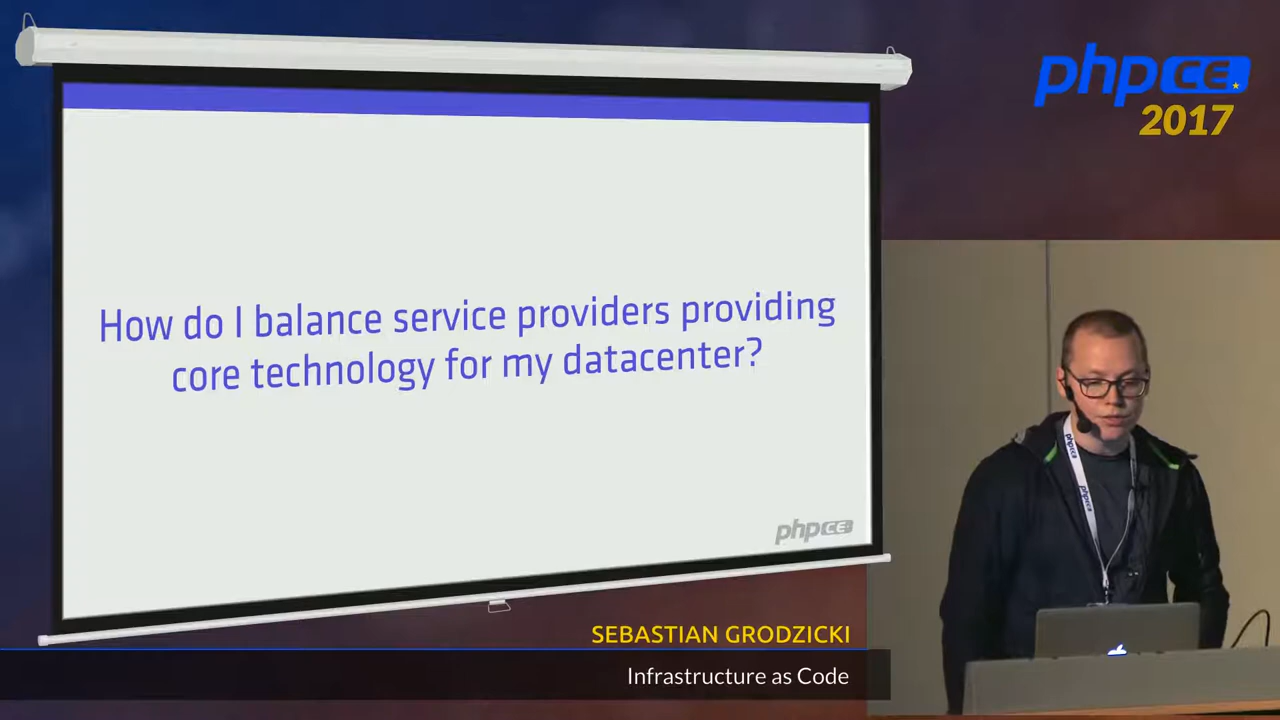 phpCE
2017
How do I balance service providers providing
core technology for my datacenter?
phpCE
SEBASTIAN GRODZICKI
Infrastructure as Code